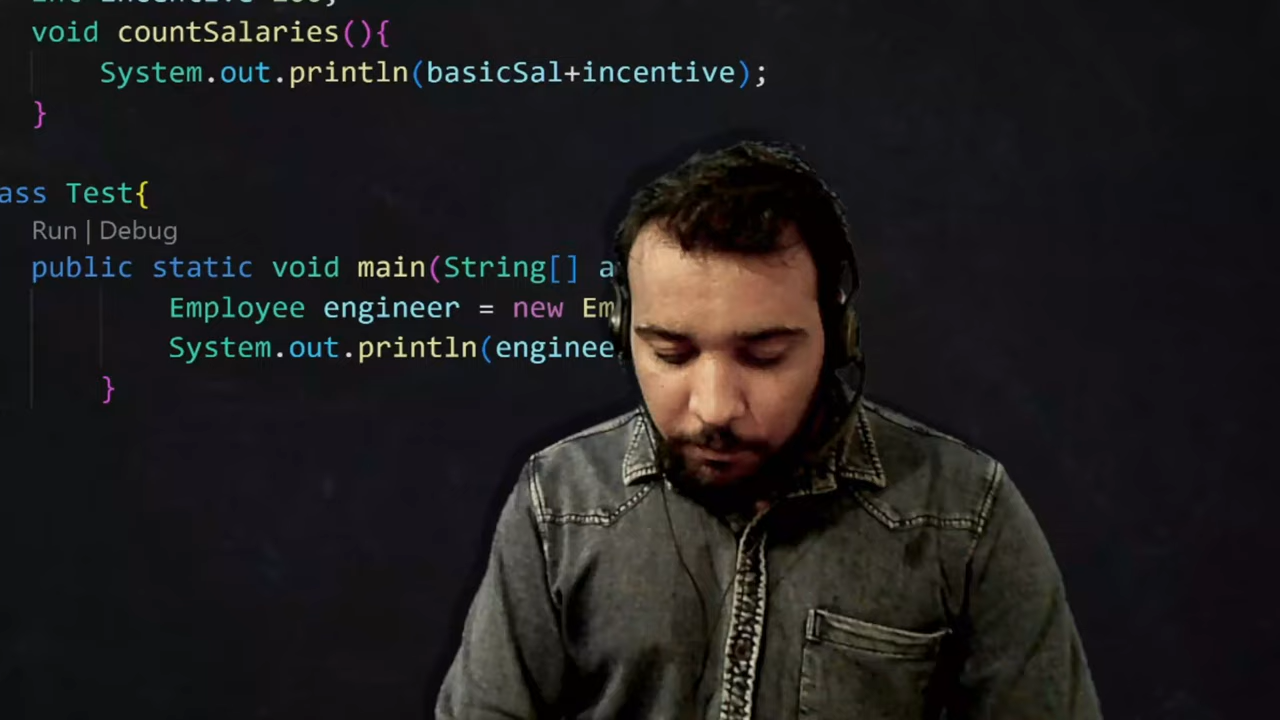 void countSalaries(){
System.out.println(basicSal+incentive);
}
ass Test{
Run | Debug
public static void main(String[] a
Employee engineer = new Em
System.out.println(enginee
}